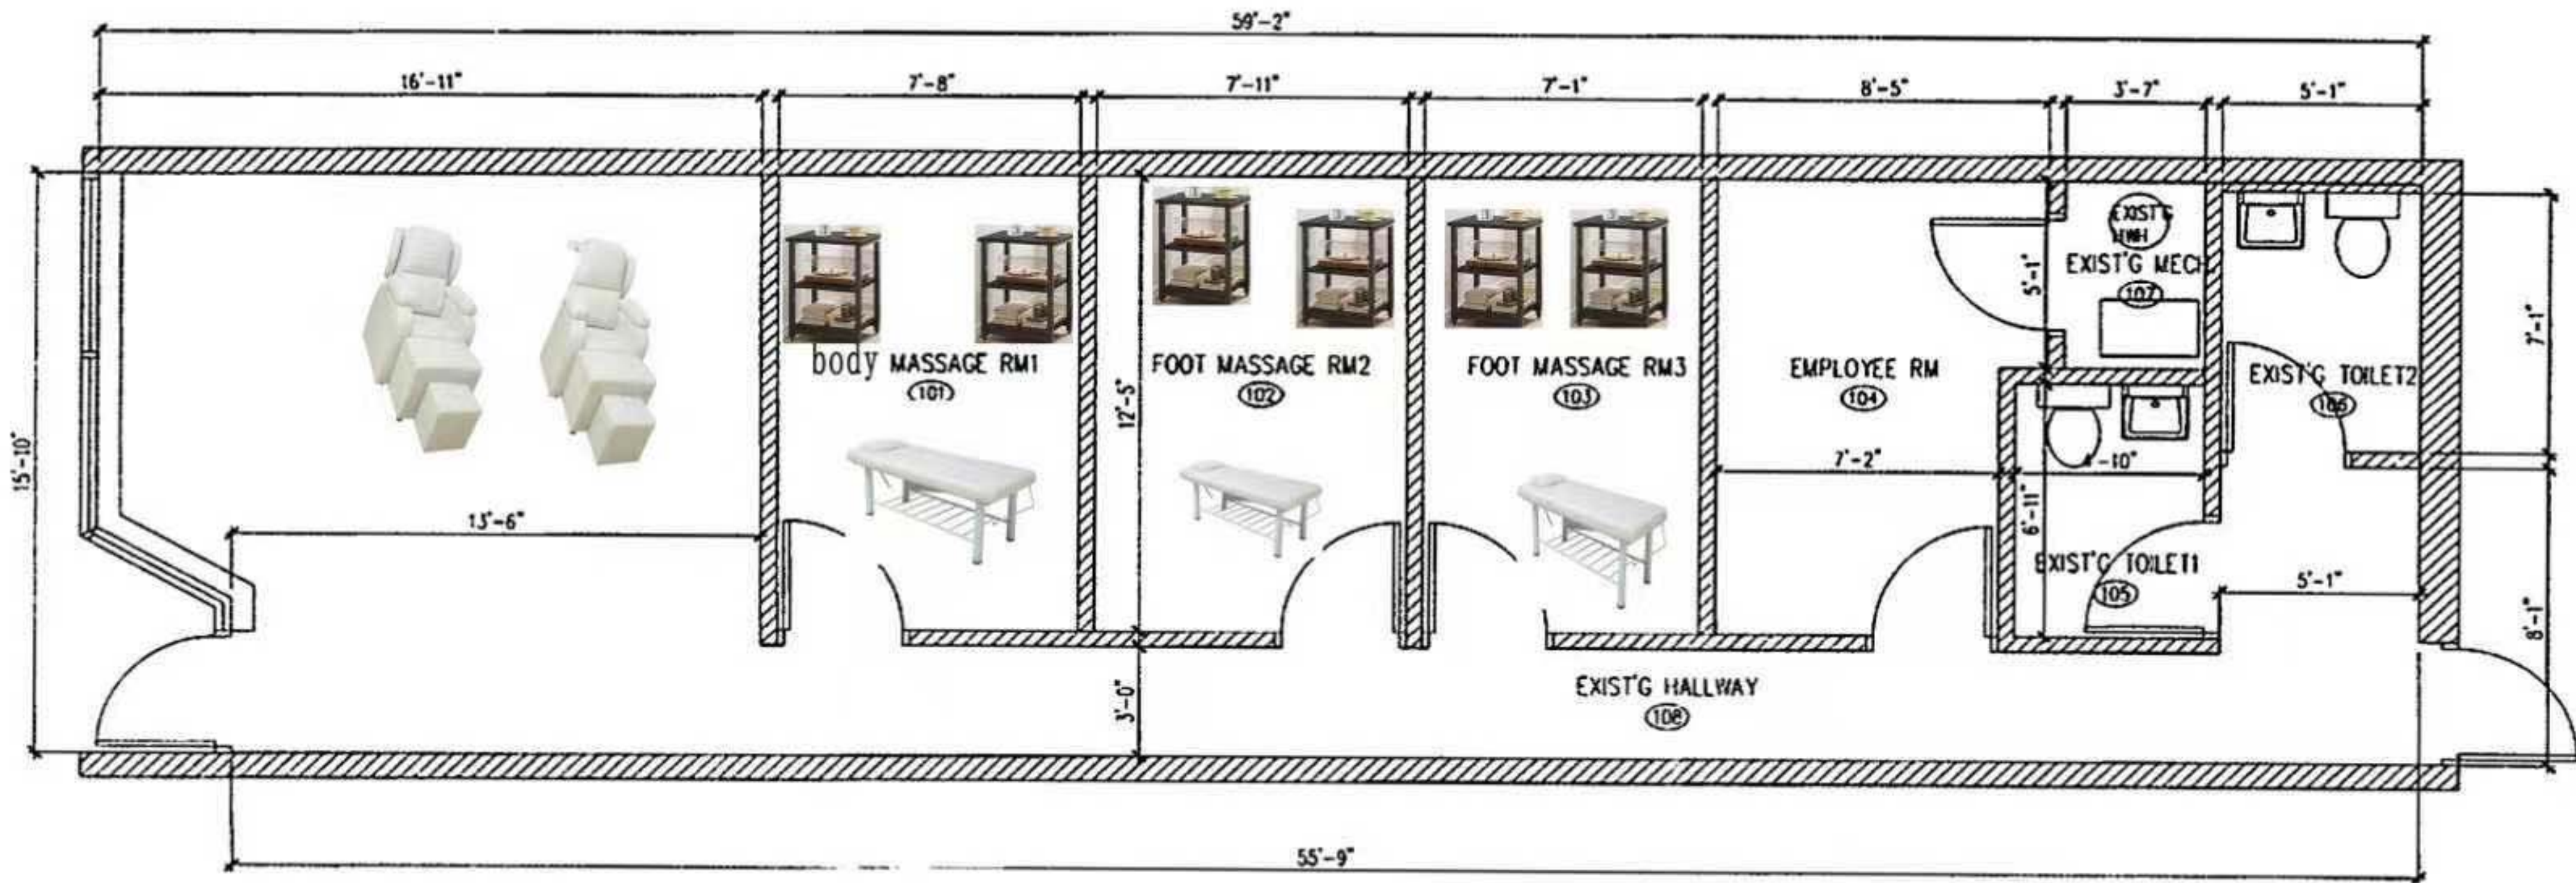 59'-2"
16'-11"
7'-8"
7'-11"
7'-1"
8'-5"
3'-7"
5'-1"
EXIST'G
HWH
EXIST'G MECH
107
5'-1"
7'-1"
body MASSAGE RM1
101
FOOT MASSAGE RM2
102
FOOT MASSAGE RM3
103
EMPLOYEE RM
104
EXIST'G TOILET2
106
15'-10"
12'-5"
7'-2"
13'-6"
6'-11"
EXIST'G TOILET1
105
5'-1"
8'-1"
3'-0"
EXIST'G HALLWAY
108
55'-9"